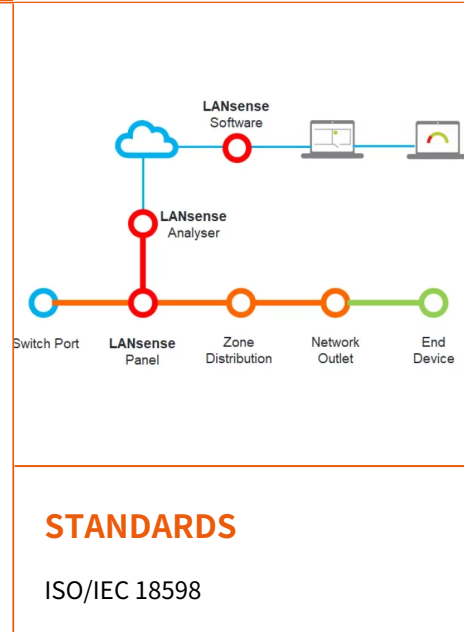 LANsense
Software
LANsense
Analyser
Switch Port
LANsense
Panel
Zone
Distribution
Network
Outlet
End
Device
STANDARDS
ISO/IEC 18598